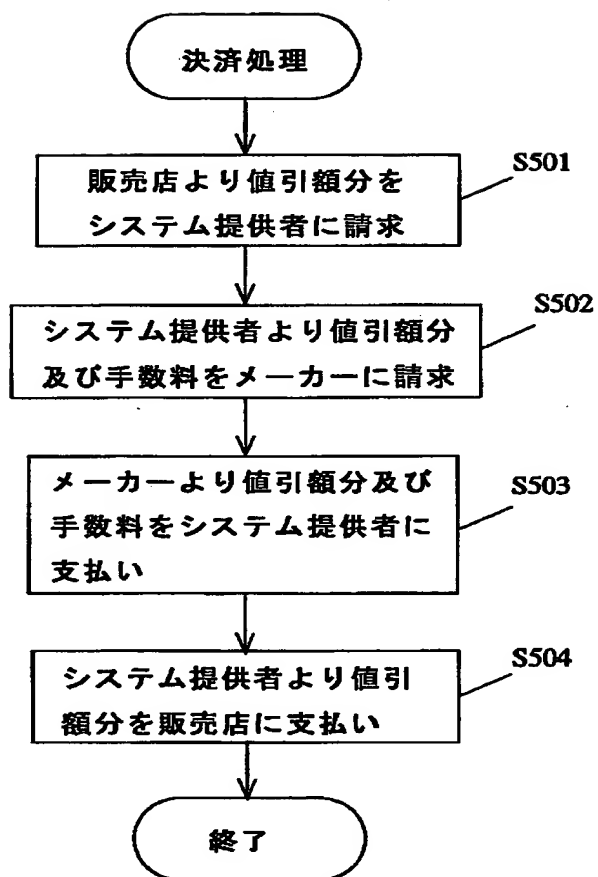 決済処理
販売店より値引額分を
システム提供者に請求
S501
システム提供者より値引額分
及び手数料をメーカーに請求
S502
メーカーより値引額分及び
手数料をシステム提供者に
支払い
S503
システム提供者より値引
額分を販売店に支払い
S504
終了